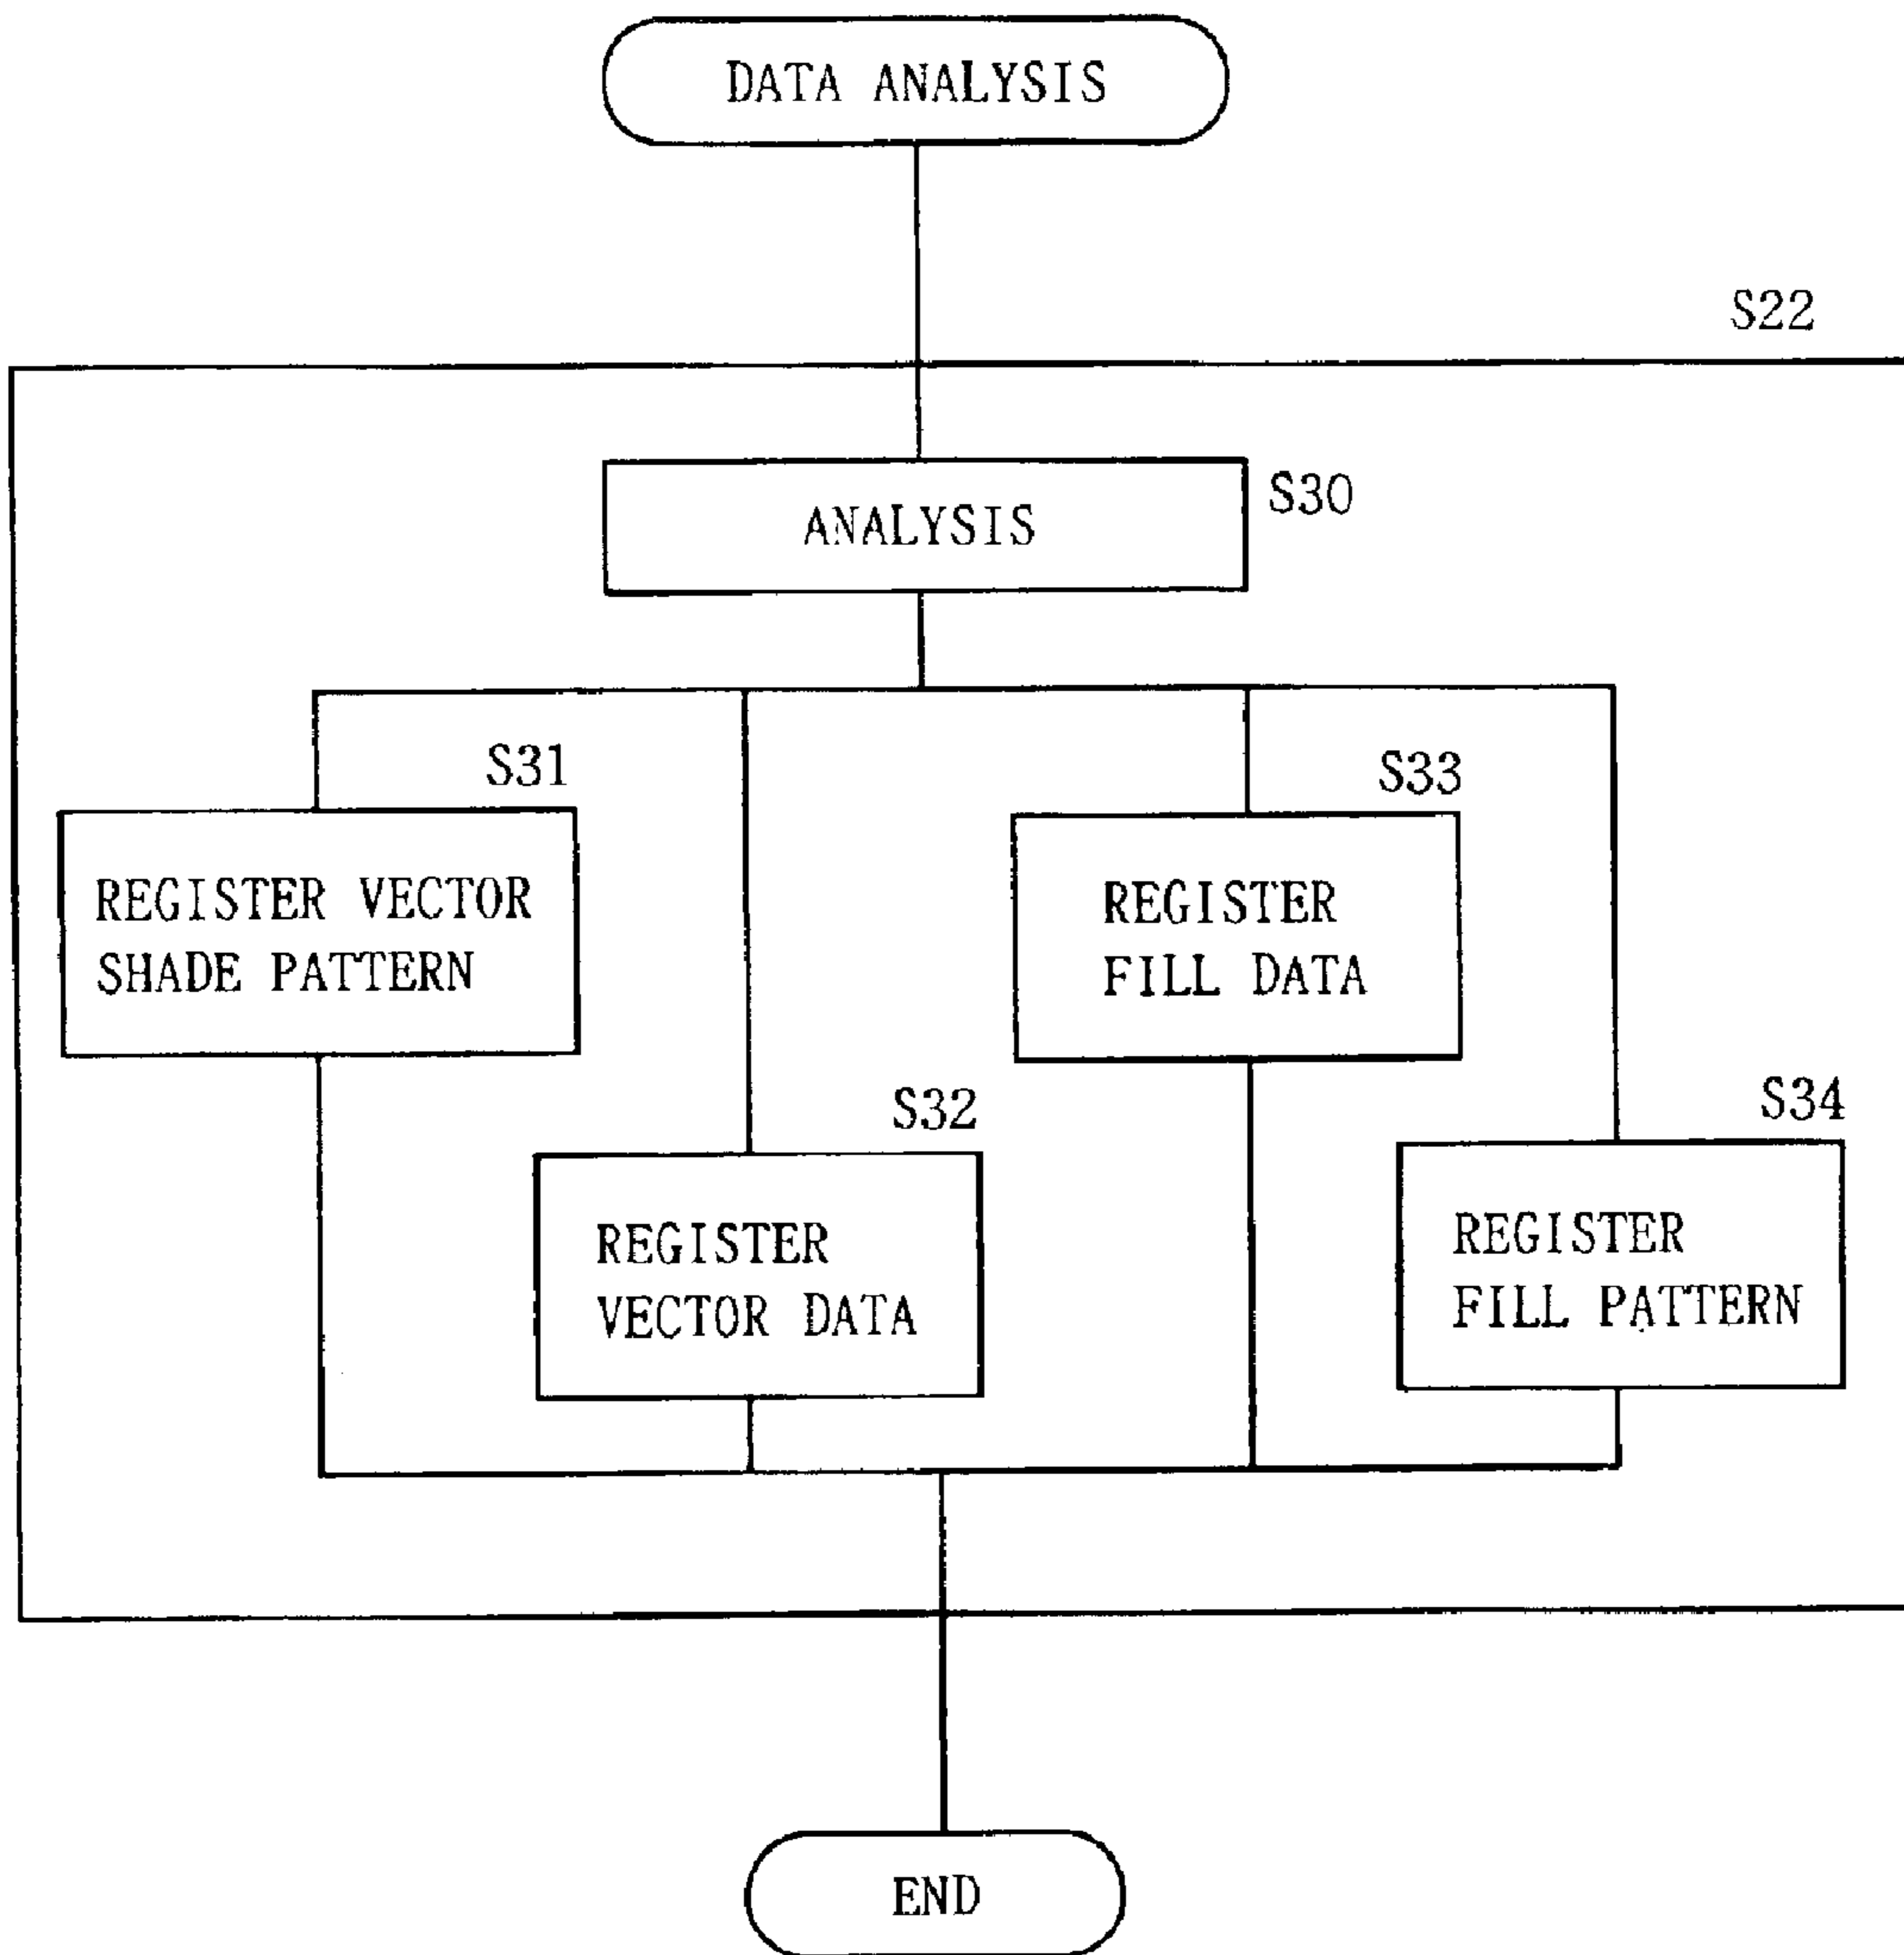 DATA ANALYSIS
S22
ANALYSIS
S30
S31
REGISTER VECTOR
SHADE PATTERN
S33
REGISTER
FILL DATA
S32
REGISTER
VECTOR DATA
S34
REGISTER
FILL PATTERN
END